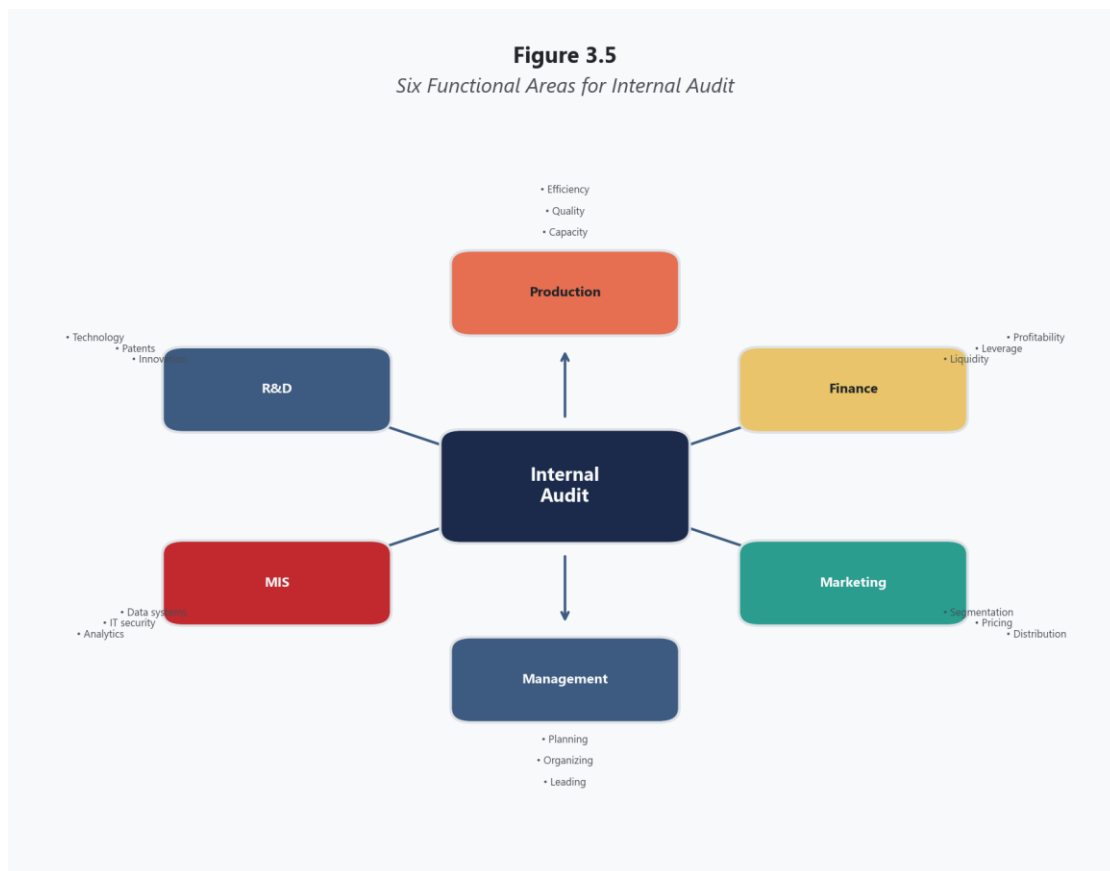 Figure 3.5
Six Functional Areas for Internal Audit
• Efficiency
• Quality
• Capacity
Production
• Technology
• Patents
• Innovation
R&D
• Profitability
• Leverage
• Liquidity
Finance
Internal
Audit
MIS
• Data systems
• IT security
• Analytics
Marketing
• Segmentation
• Pricing
• Distribution
Management
• Planning
• Organizing
• Leading